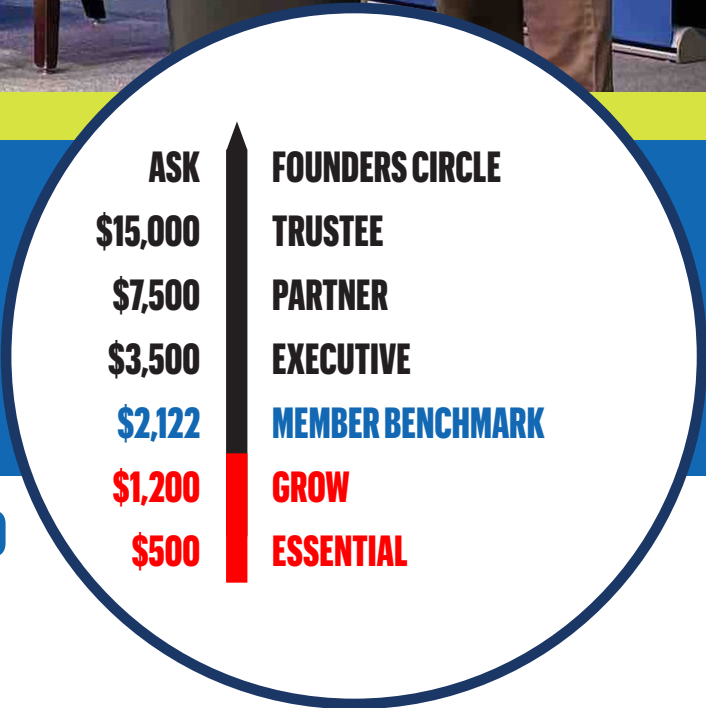 ASK FOUNDERS CIRCLE
$15,000 TRUSTEE
$7,500 PARTNER
$3,500 EXECUTIVE
$2,122 MEMBER BENCHMARK
$1,200 GROW
$500 ESSENTIAL